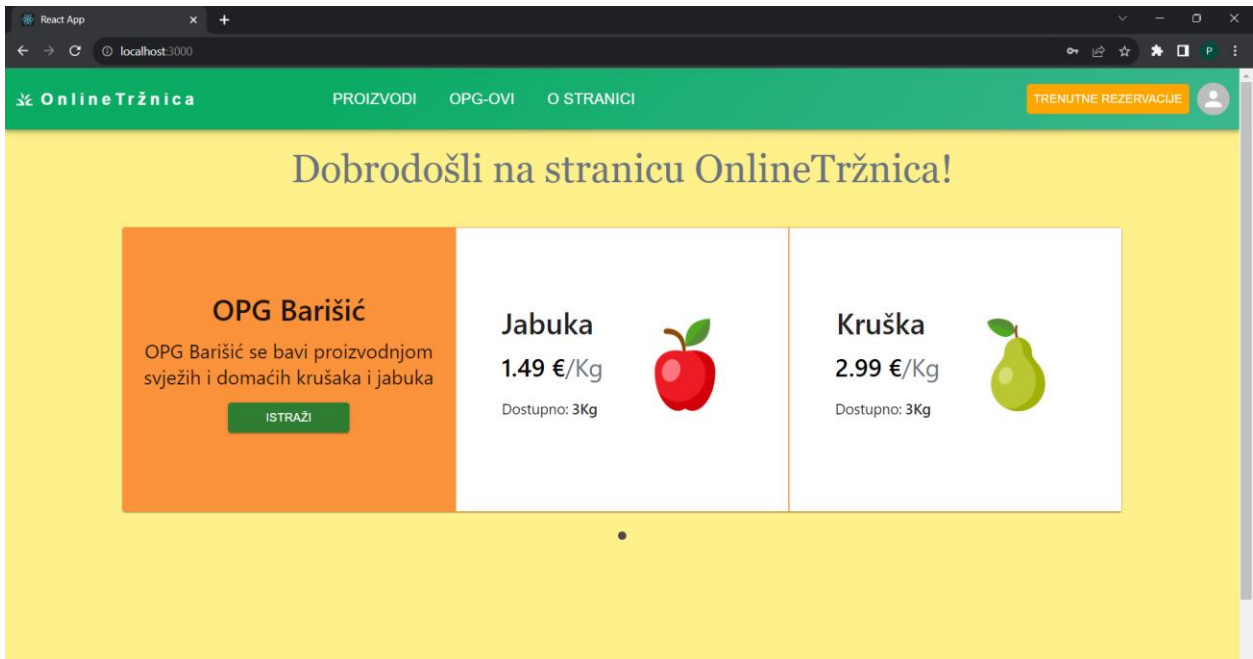 React App
localhost:3000
P
OnlineTržnica
PROIZVODI
OPG-OVI
O STRANICI
TRENUTNE REZERVACIJE
Dobrodošli na stranicu OnlineTržnica!
OPG Barišić
OPG Barišić se bavi proizvodnjom
svježih i domaćih krušaka i jabuka
ISTRAŽI
Jabuka
1.49 €/Kg
Dostupno: 3Kg
Kruška
2.99 €/Kg
Dostupno: 3Kg